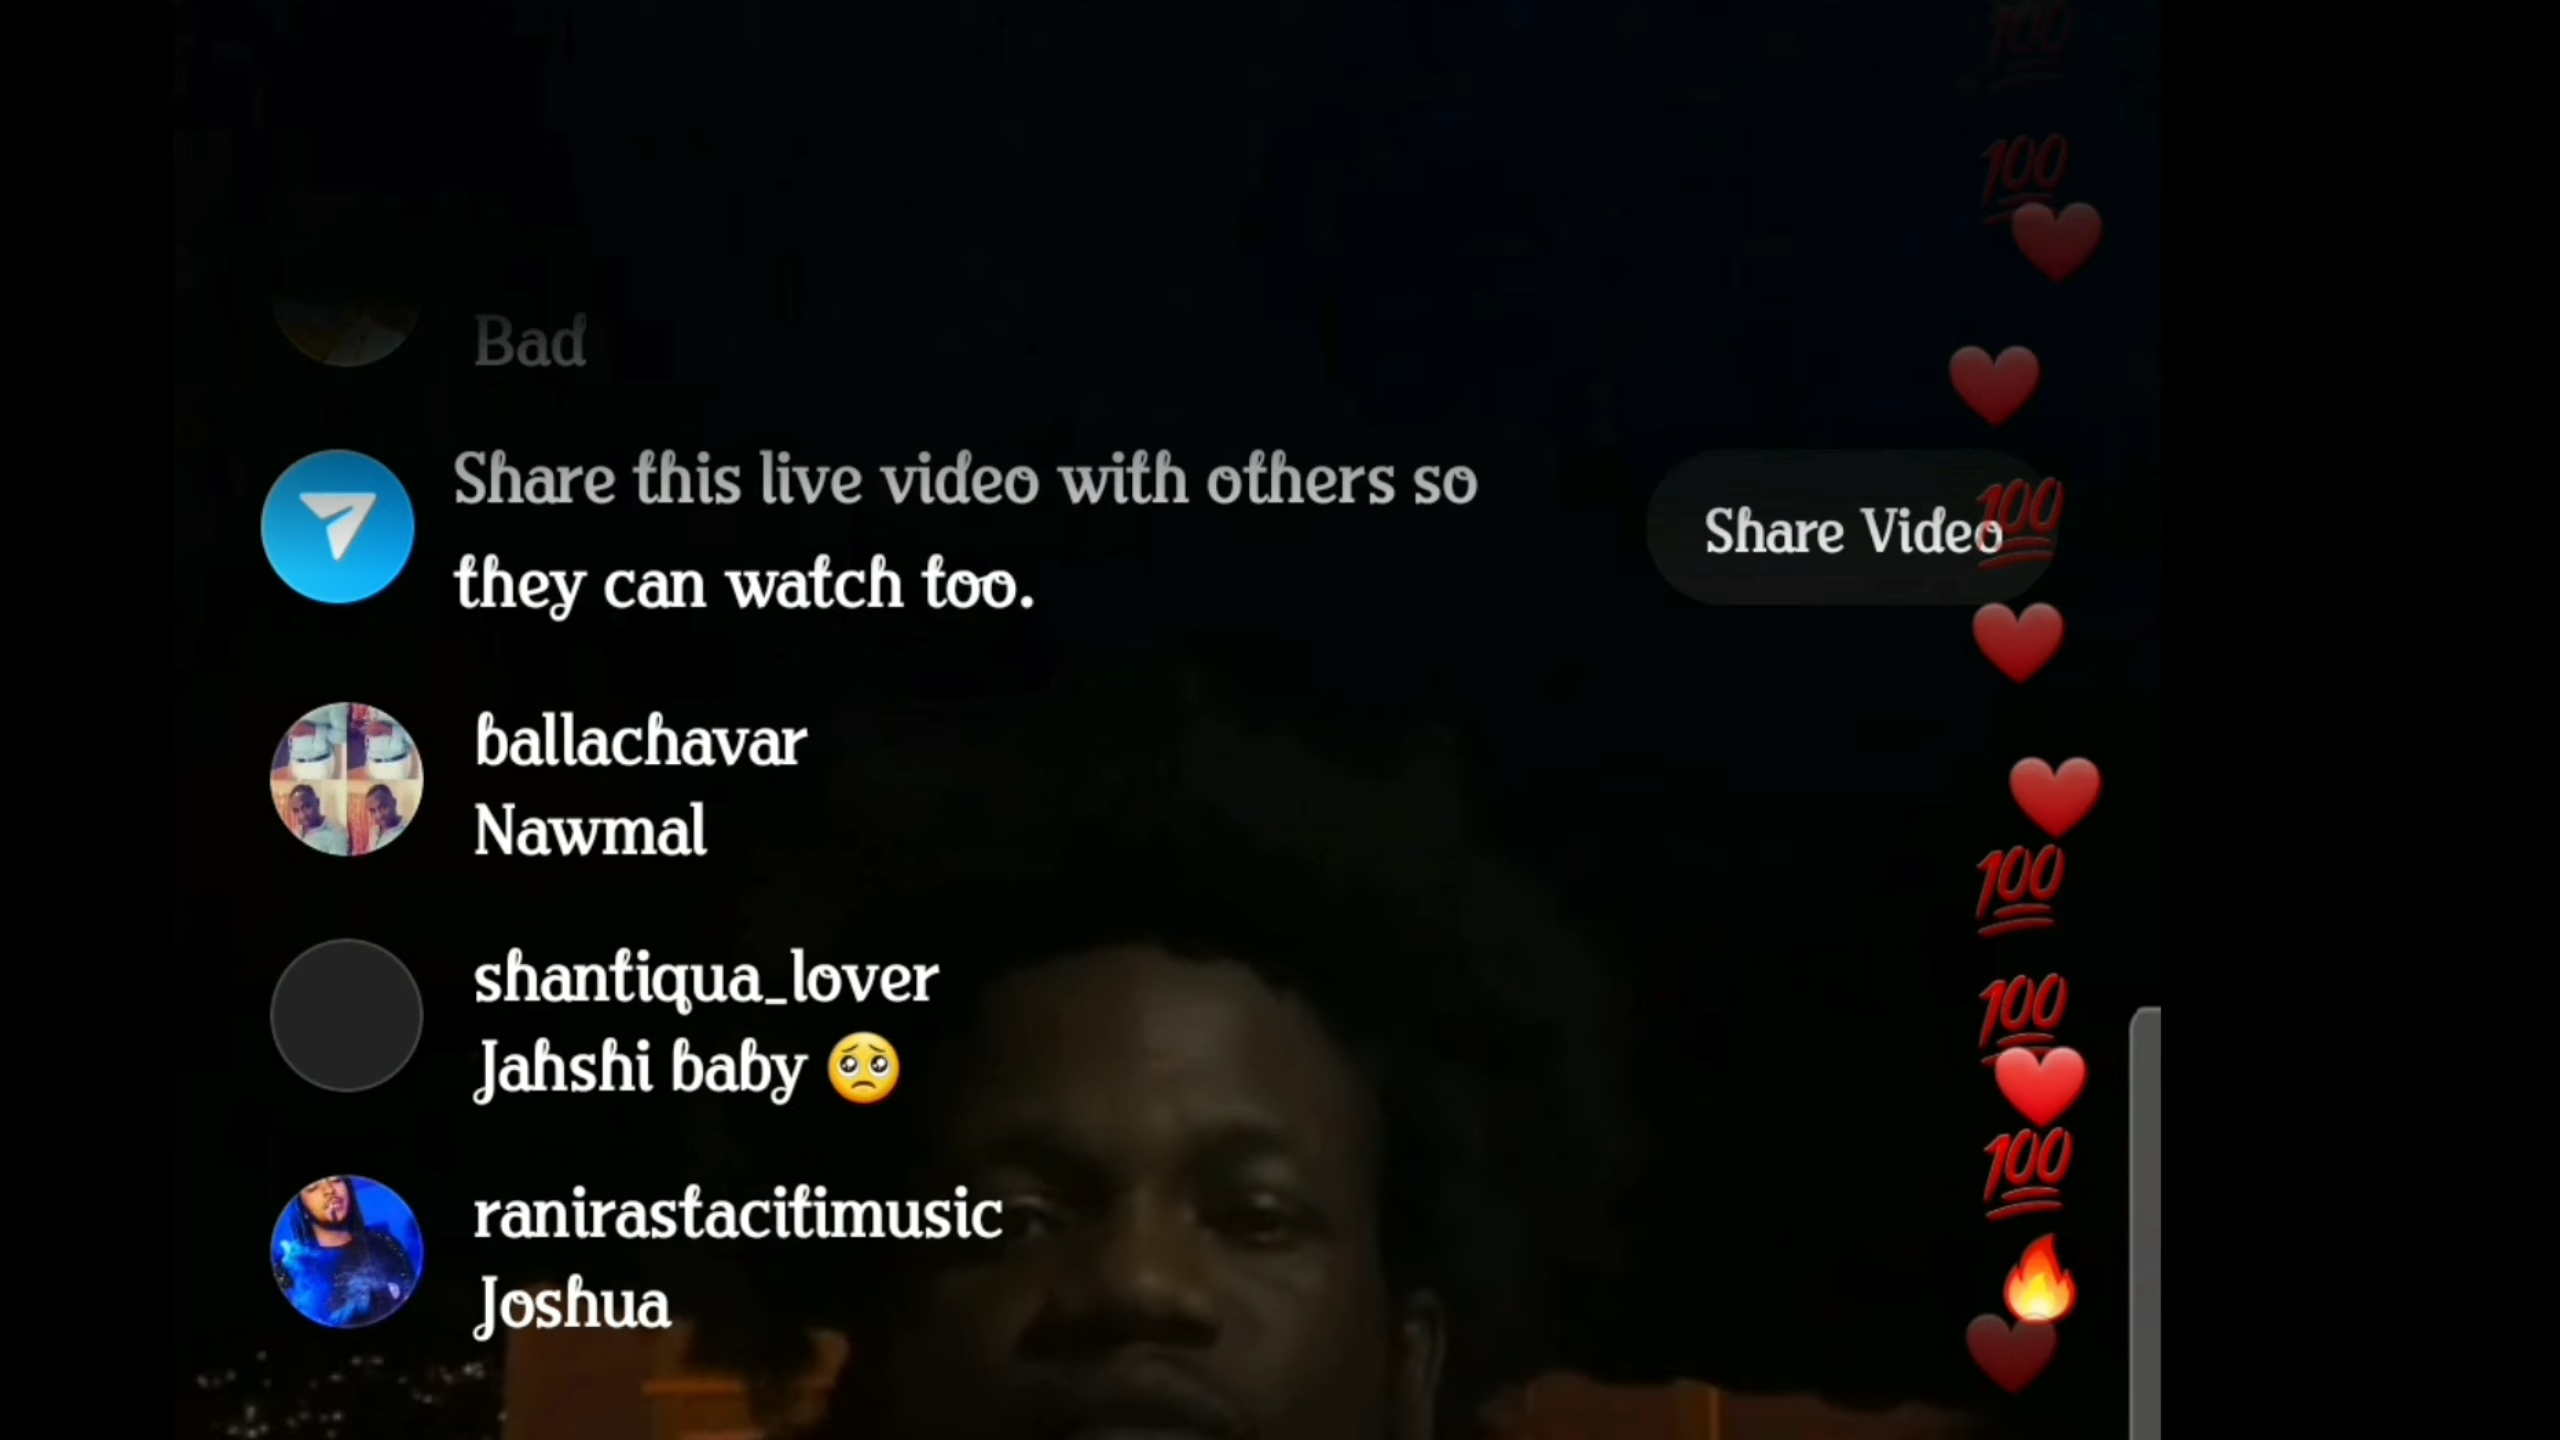 Bad
Share this live video with others so
they can watch too.
Share Video
ballachavar
Nawmal
shantiqua_lover
Jahshi baby 🥺
ranirastacitimusic
Joshua